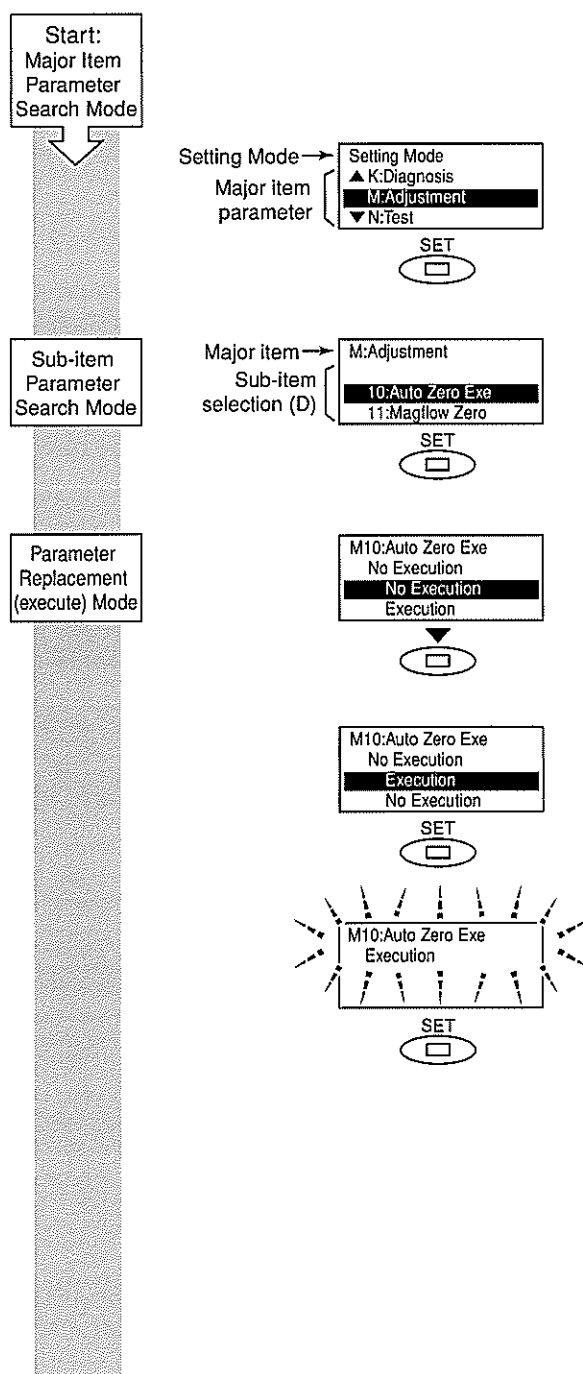 Start:
Major Item
Parameter
Search Mode
Setting Mode
Major item
parameter
Setting Mode
▲ K:Diagnosis
M:Adjustment
▼ N:Test
SET
Sub-item
Parameter
Search Mode
Major item
Sub-item
selection (D)
M:Adjustment
10:Auto Zero Exe
11:Magflow Zero
SET
Parameter
Replacement
(execute) Mode
M10:Auto Zero Exe
No Execution
No Execution
Execution
▼
M10:Auto Zero Exe
No Execution
Execution
No Execution
SET
M10:Auto Zero Exe
Execution
SET